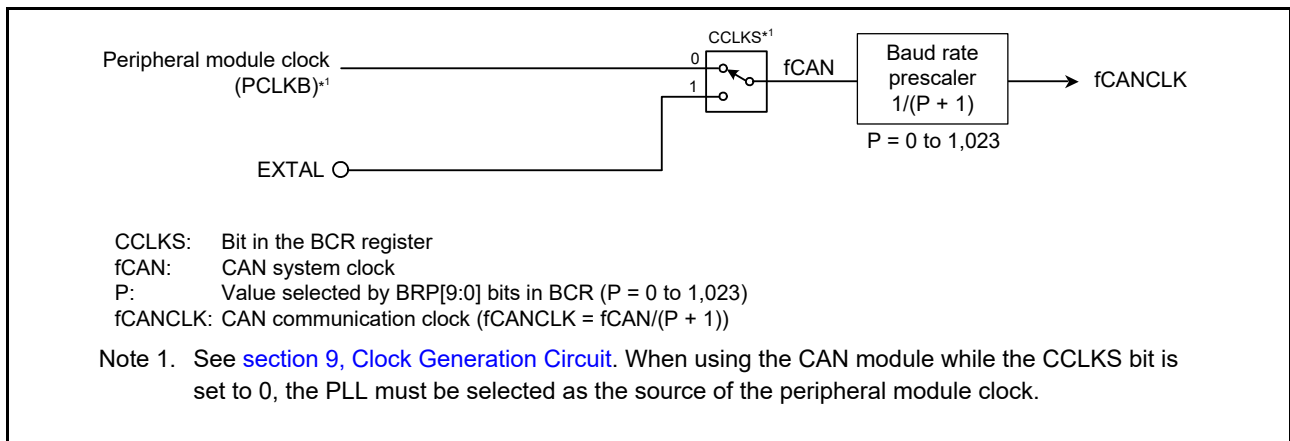 CCLKS*1
Peripheral module clock
(PCLKB)*1
0
1
fCAN
Baud rate
prescaler
1/(P + 1)
fCANCLK
P = 0 to 1,023
EXTAL
CCLKS: Bit in the BCR register
fCAN: CAN system clock
P: Value selected by BRP[9:0] bits in BCR (P = 0 to 1,023)
fCANCLK: CAN communication clock (fCANCLK = fCAN/(P + 1))
Note 1. See section 9, Clock Generation Circuit. When using the CAN module while the CCLKS bit is
set to 0, the PLL must be selected as the source of the peripheral module clock.